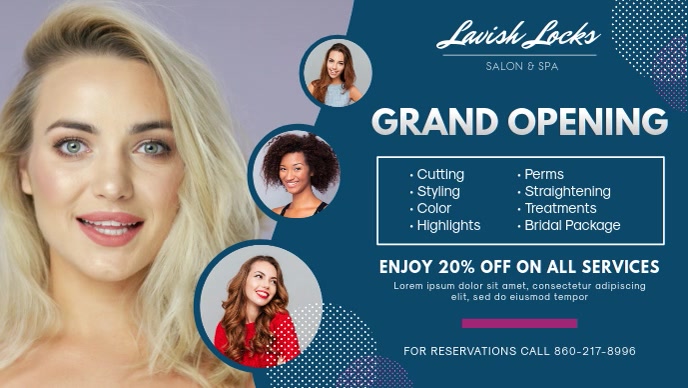 Lavish Locks
SALON & SPA
GRAND OPENING
• Cutting
• Styling
• Color
• Highlights
• Perms
• Straightening
• Treatments
• Bridal Package
ENJOY 20% OFF ON ALL SERVICES
Lorem ipsum dolor sit amet, consectetur adipiscing
elit, sed do eiusmod tempor
FOR RESERVATIONS CALL 860-217-8996